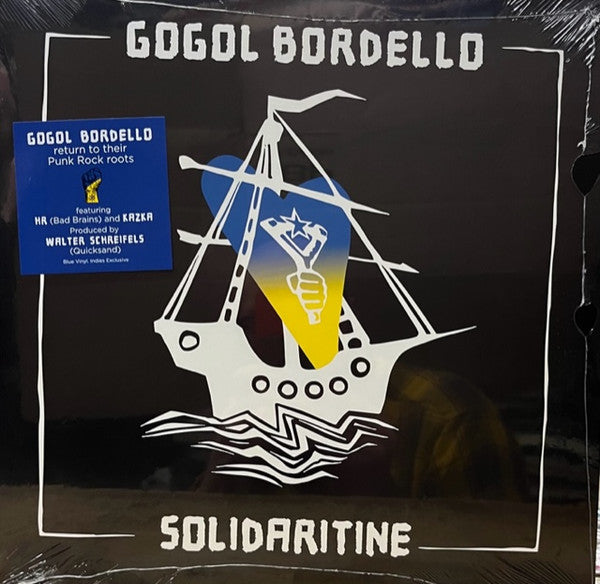 GOGOL BORDELLO
GOGOL BORDELLO
return to their
Punk Rock roots
featuring
HR (Bad Brains) and KAZKA
Produced by
WALTER SCHREIFELS
(Quicksand)
Blue Vinyl. Indies Exclusive
SOLIDARITINE